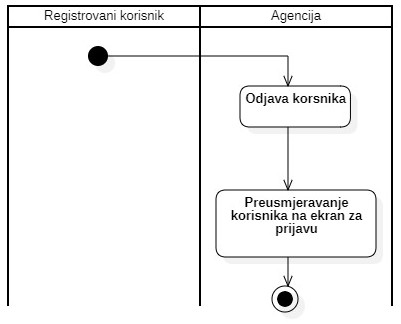 Registrovani korisnik
Agencija
Odjava korsnika
Preusmjeravanje
korisnika na ekran za
prijavu